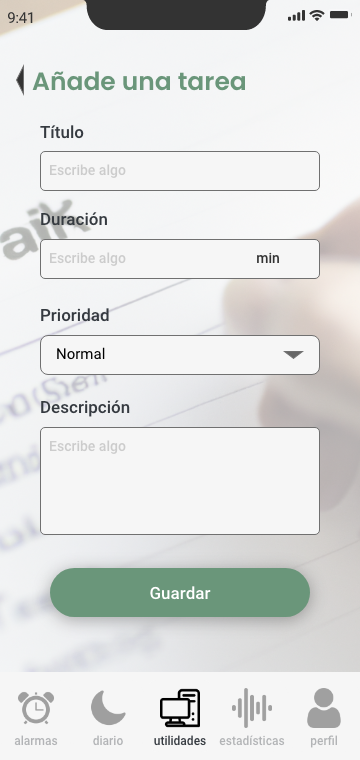 9:41
Añade una tarea
Título
Escribe algo
Duración
Escribe algo min
Prioridad
Normal
Descripción
Escribe algo
Guardar
alarmas diario utilidades estadísticas perfil